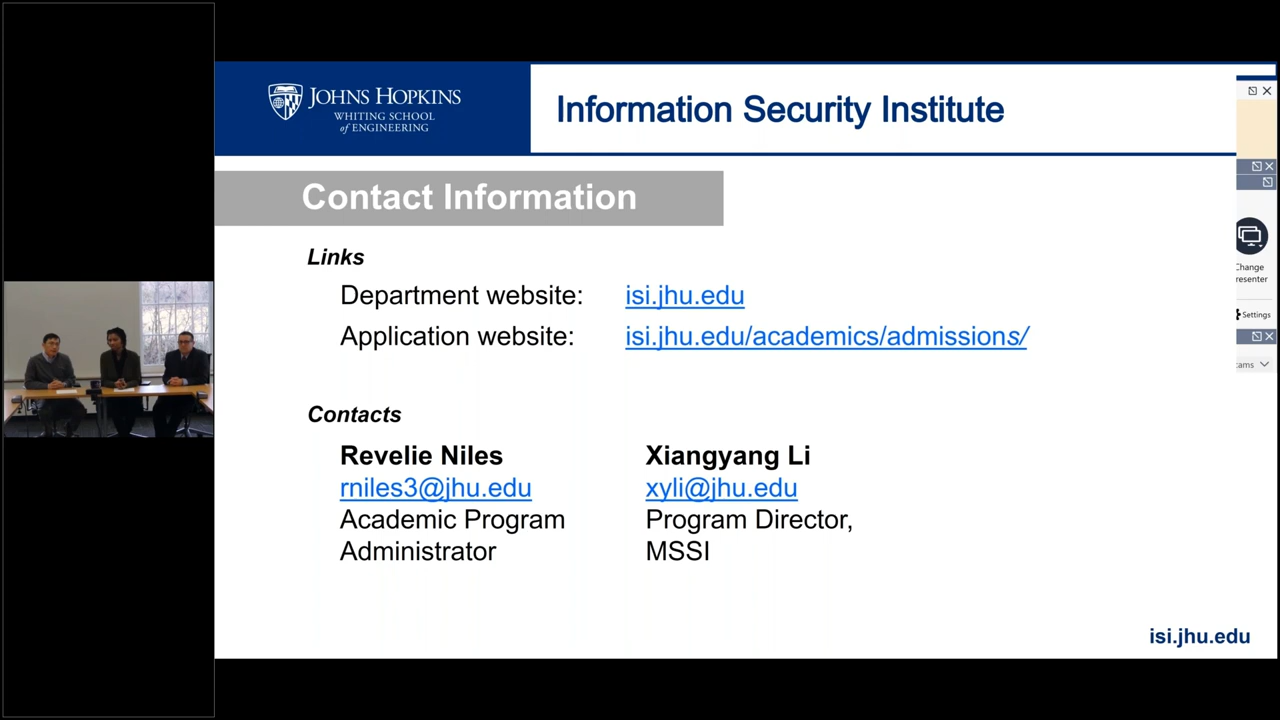 JOHNS HOPKINS
WHITING SCHOOL
of ENGINEERING
Information Security Institute
Contact Information
Links
Department website: isi.jhu.edu
Application website: isi.jhu.edu/academics/admissions/
Contacts
Revelie Niles
rniles3@jhu.edu
Academic Program
Administrator
Xiangyang Li
xyli@jhu.edu
Program Director,
MSSI
isi.jhu.edu
Change
resenter
Settings